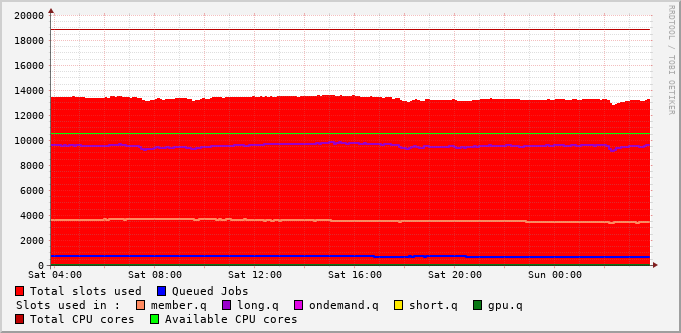 RRDTOOL / TOBI OETIKER
20000
18000
16000
14000
12000
10000
8000
6000
4000
2000
0
Sat 04:00 Sat 08:00 Sat 12:00 Sat 16:00 Sat 20:00 Sun 00:00
Total slots used Queued Jobs
Slots used in : member.q long.q ondemand.q short.q gpu.q
Total CPU cores Available CPU cores